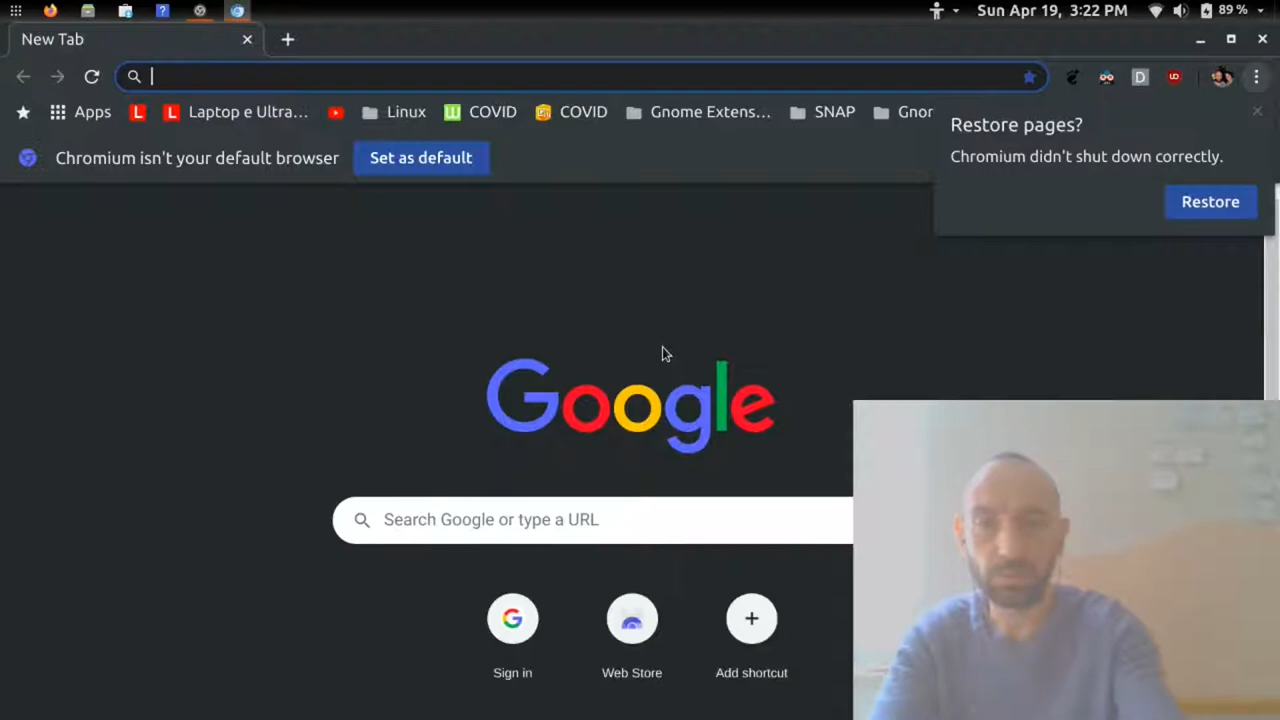 Sun Apr 19, 3:22 PM
89 %
New Tab
Apps
L
L Laptop e Ultra...
Linux
COVID
COVID
Gnome Extens...
SNAP
Gnor
D
UD
Restore pages?
Chromium didn't shut down correctly.
Restore
Chromium isn't your default browser
Set as default
Google
Search Google or type a URL
G
Sign in
Web Store
Add shortcut